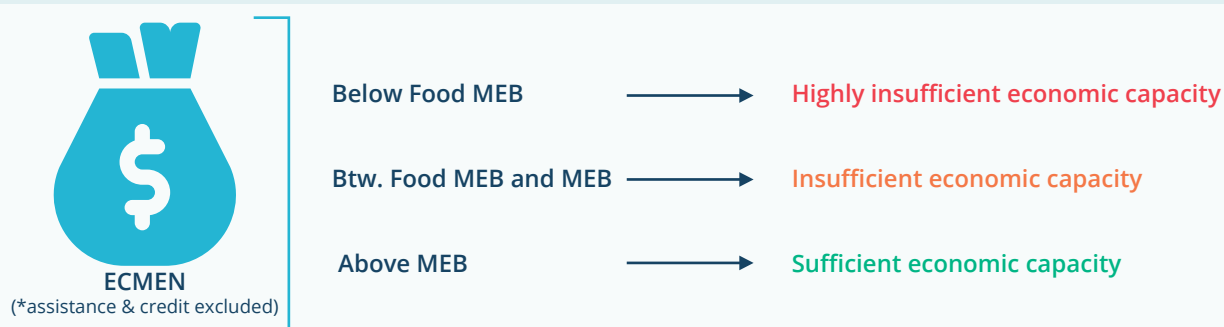 Below Food MEB
Highly insufficient economic capacity
Btw. Food MEB and MEB
Insufficient economic capacity
Above MEB
Sufficient economic capacity
$
ECMEN
(*assistance & credit excluded)